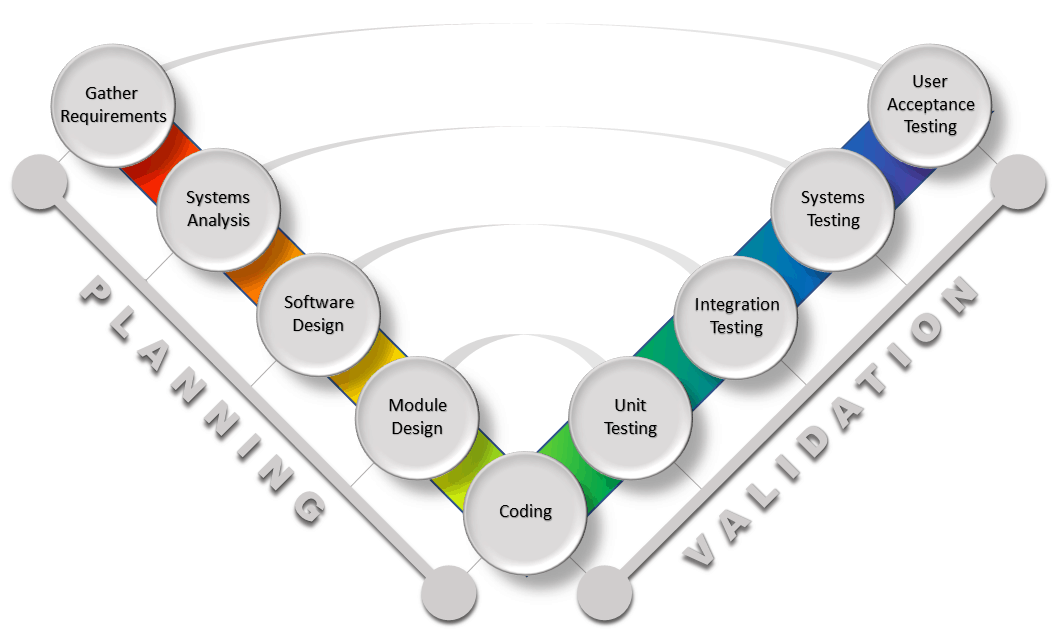 Gather
Requirements
Systems
Analysis
Software
Design
Module
Design
Coding
Unit
Testing
Integration
Testing
Systems
Testing
User
Acceptance
Testing
PLANNING
VALIDATION